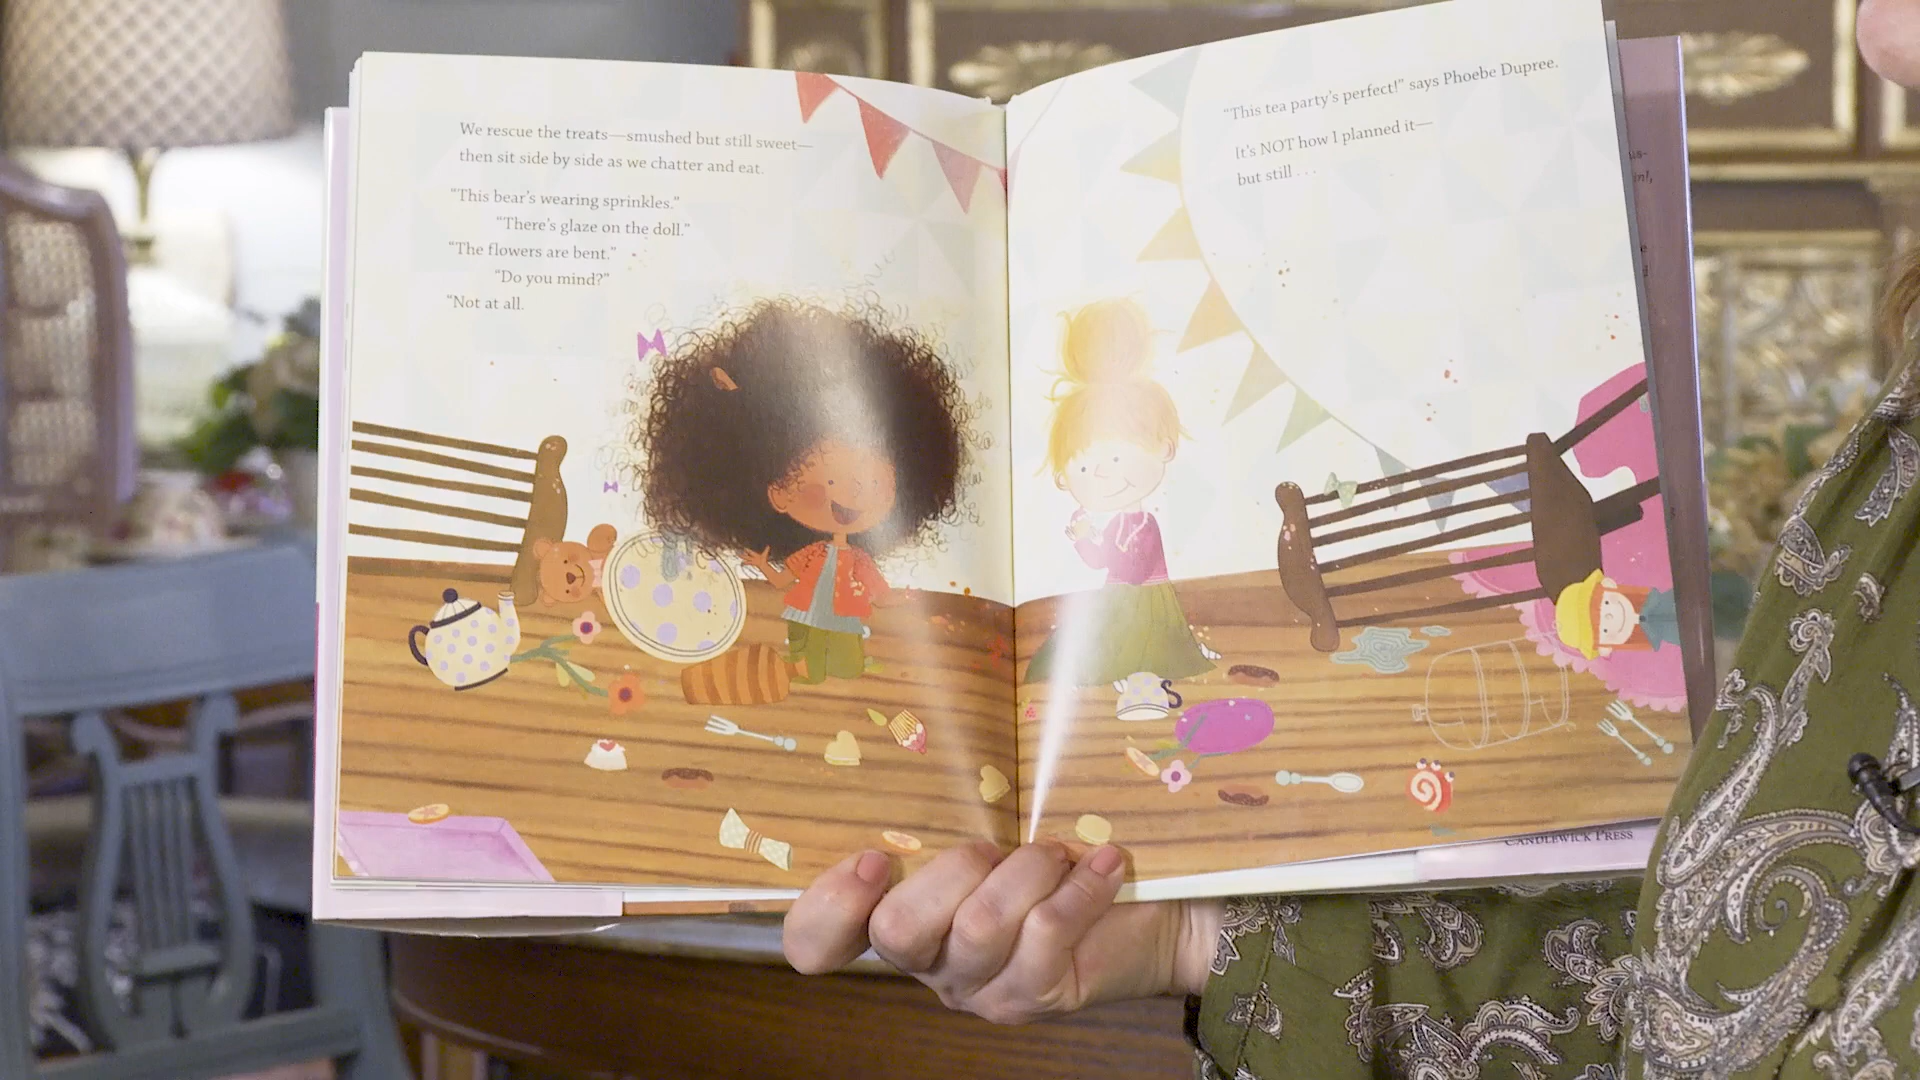 We rescue the treats—smushed but still sweet—
then sit side by side as we chatter and eat.
"This bear's wearing sprinkles."
"There's glaze on the doll."
"The flowers are bent."
"Do you mind?"
"Not at all.
"This tea party's perfect!" says Phoebe Dupree.
It's NOT how I planned it—
but still . . .
CANDLEWICK PRESS